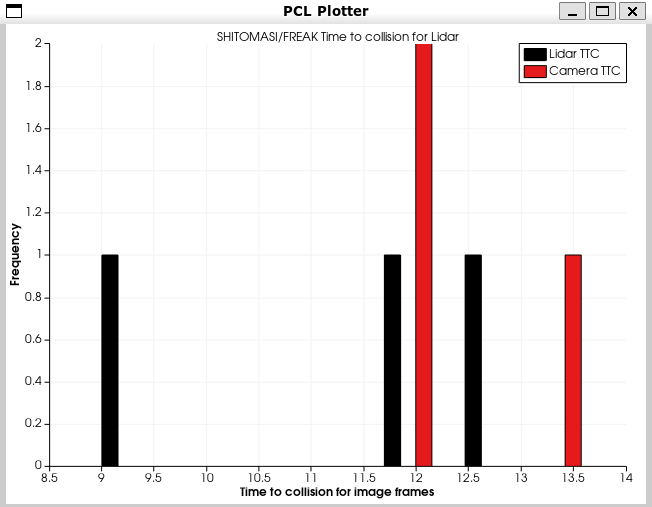 PCL Plotter
SHITOMASI/FREAK Time to collision for Lidar
Lidar TTC
Camera TTC
2
1.8
1.6
1.4
1.2
1
0.8
0.6
0.4
0.2
0
Frequency
8.5 9 9.5 10 10.5 11 11.5 12 12.5 13 13.5 14
Time to collision for image frames